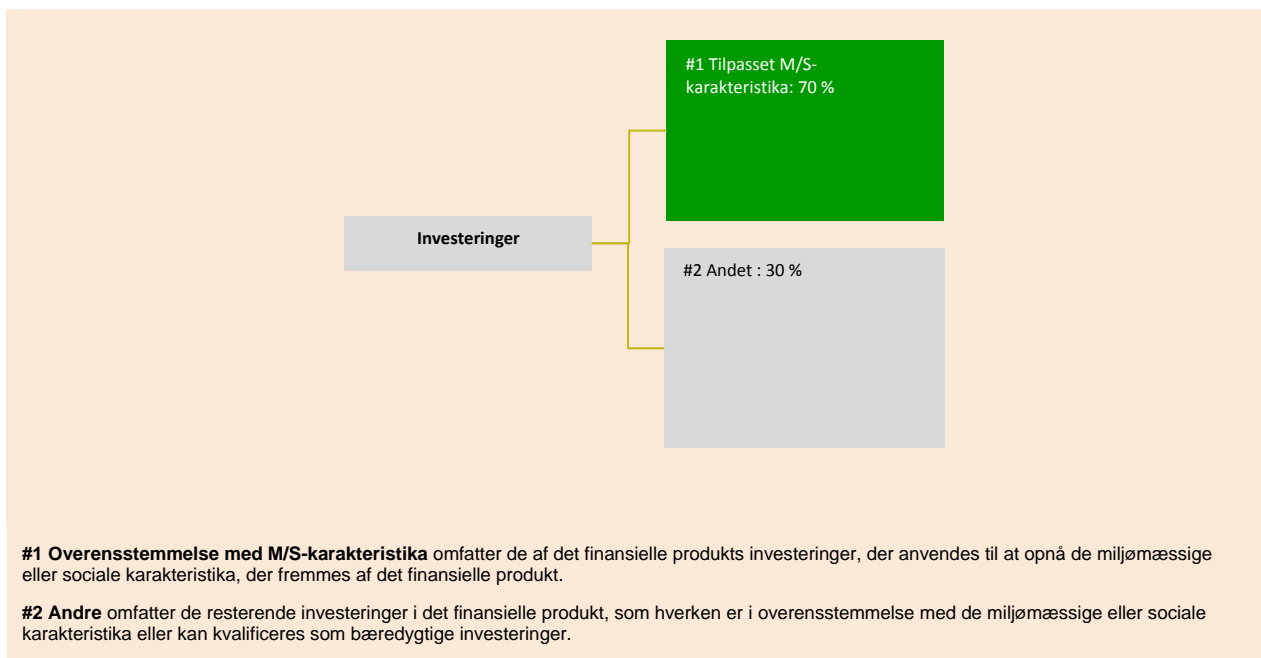 #1 Tilpasset M/S-
karakteristika: 70 %
Investeringer
#2 Andet : 30 %
#1 Overensstemmelse med M/S-karakteristika omfatter de af det finansielle produkts investeringer, der anvendes til at opnå de miljømæssige
eller sociale karakteristika, der fremmes af det finansielle produkt.
#2 Andre omfatter de resterende investeringer i det finansielle produkt, som hverken er i overensstemmelse med de miljømæssige eller sociale
karakteristika eller kan kvalificeres som bæredygtige investeringer.